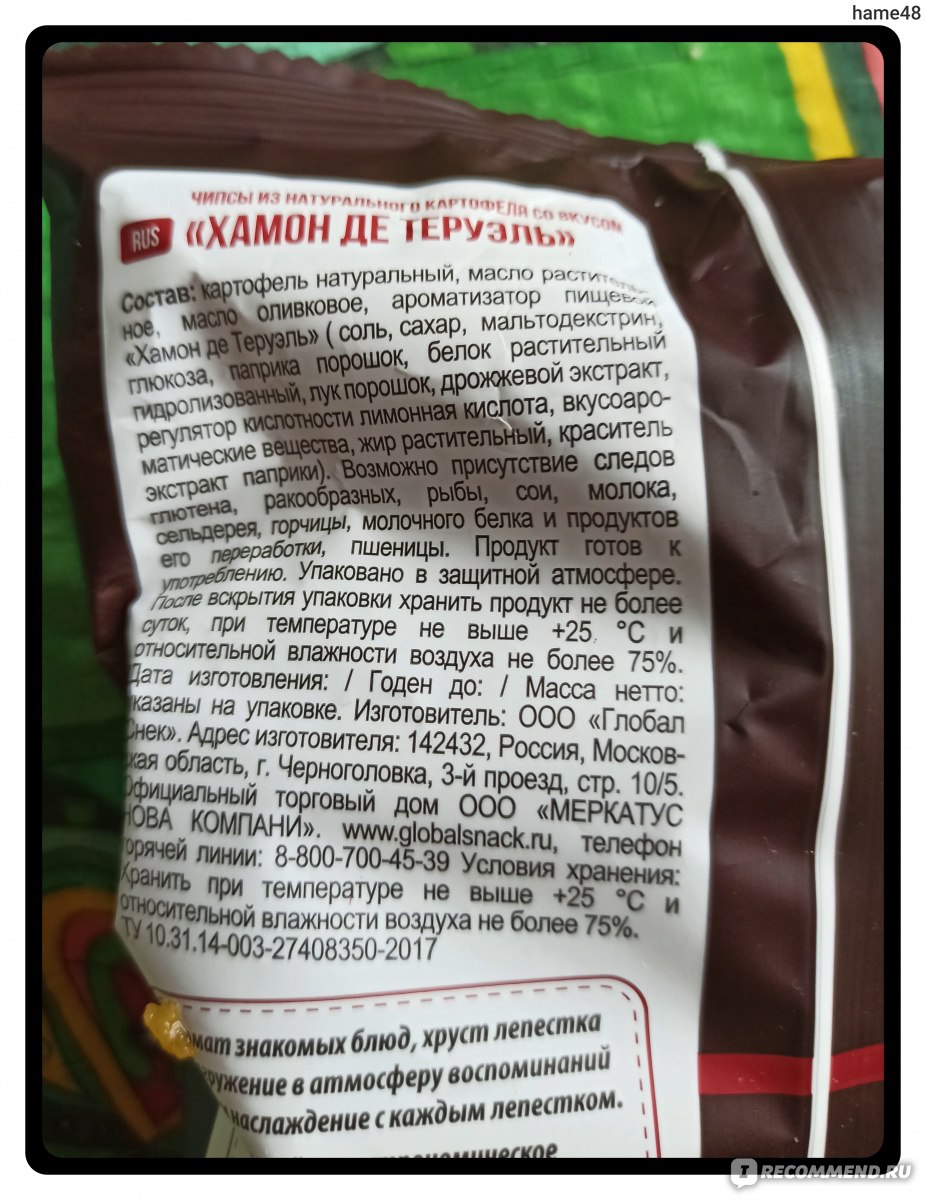 hame48
ЧИПСЫ ИЗ НАТУРАЛЬНОГО КАРТОФЕЛЯ СО ВКУСОМ
RUS «ХАМОН ДЕ ТЕРУЭЛЬ»
Состав: картофель натуральный, масло раститель
ное, масло оливковое, ароматизатор пищевой
«Хамон де Теруэль» ( соль, сахар, мальтодекстрин,
глюкоза, паприка порошок, белок растительный
гидролизованный, лук порошок, дрожжевой экстракт,
регулятор кислотности лимонная кислота, вкусоаро-
матические вещества, жир растительный, краситель
экстракт паприки). Возможно присутствие следов
глютена, ракообразных, рыбы, сои, молока,
сельдерея, горчицы, молочного белка и продуктов
его переработки, пшеницы. Продукт готов к
употреблению. Упаковано в защитной атмосфере.
После вскрытия упаковки хранить продукт не более
суток, при температуре не выше +25 °С и
относительной влажности воздуха не более 75%.
Дата изготовления: / Годен до: / Масса нетто:
указаны на упаковке. Изготовитель: ООО «Глобал
Снек». Адрес изготовителя: 142432, Россия, Москов-
кая область, г. Черноголовка, 3-й проезд, стр. 10/5.
Официальный торговый дом ООО «МЕРКАТУС
НОВА КОМПАНИ». www.globalsnack.ru, телефон
горячей линии: 8-800-700-45-39 Условия хранения:
Хранить при температуре не выше +25 °С и
относительной влажности воздуха не более 75%.
ТУ 10.31.14-003-27408350-2017
омат знакомых блюд, хруст лепестка
ружение в атмосферу воспоминаний
наслаждение с каждым лепестком.
IRECOMMEND.RU